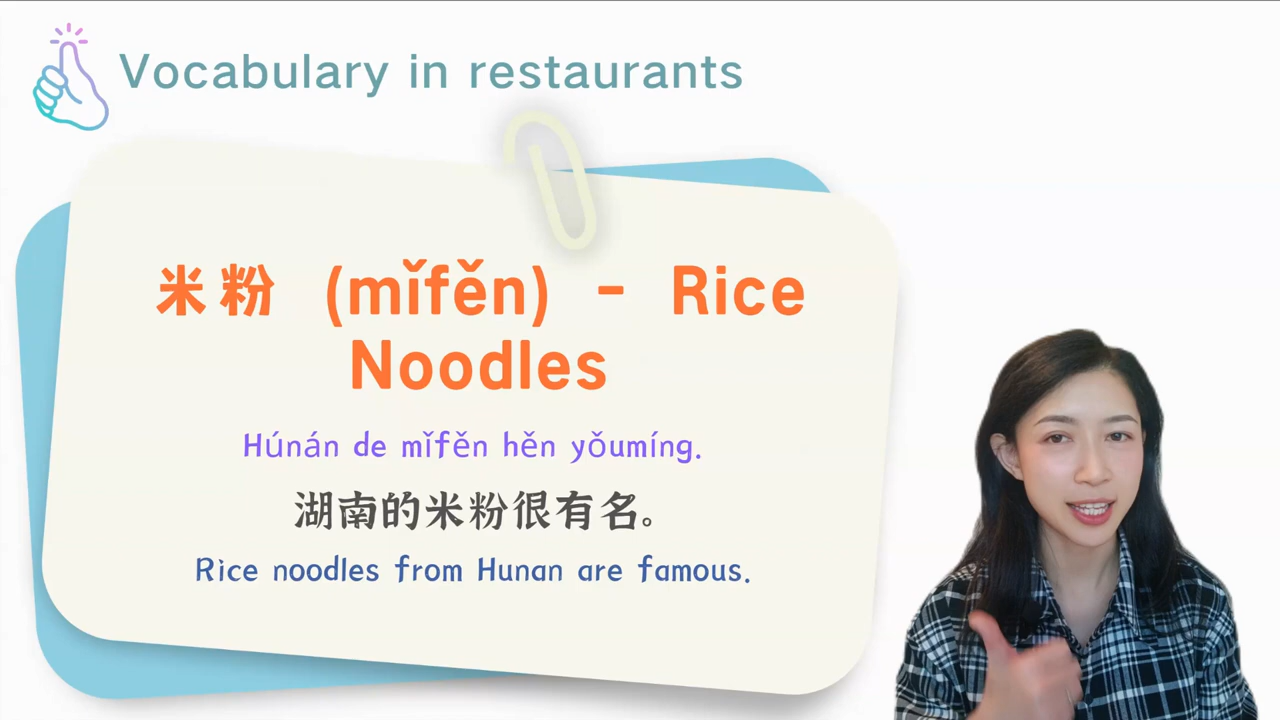 Vocabulary in restaurants
米粉 (mǐfěn) - Rice
Noodles
Húnán de mǐfěn hěn yǒumíng.
湖南的米粉很有名。
Rice noodles from Hunan are famous.